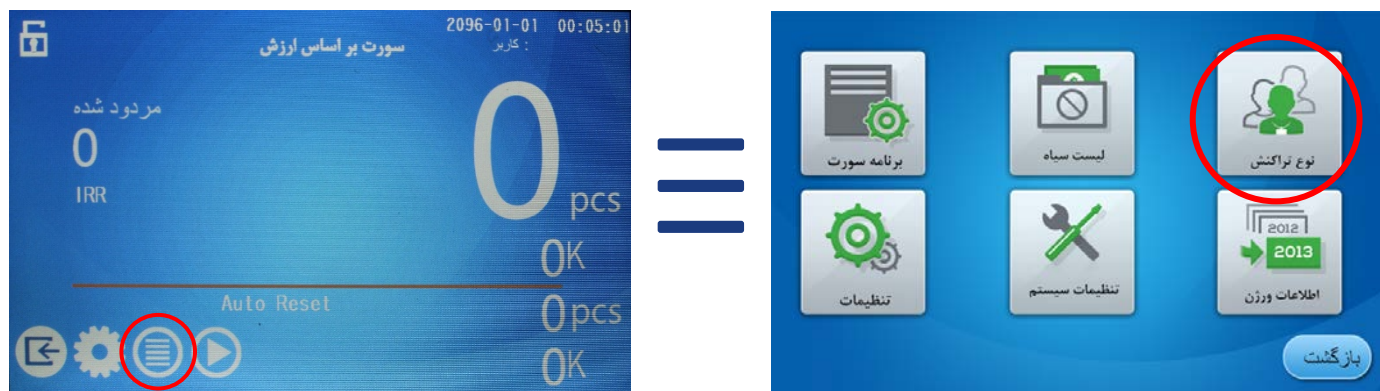 2096-01-01 00:05:01
سورت بر اساس ارزش
کاربر :
مردود شده
0
0 pcs
IRR
0K
Auto Reset
0pcs
0K
برنامه سورت
لیست سیاه
نوع تراکنش
2012
2013
تنظیمات
تنظیمات سیستم
اطلاعات ورژن
بازگشت